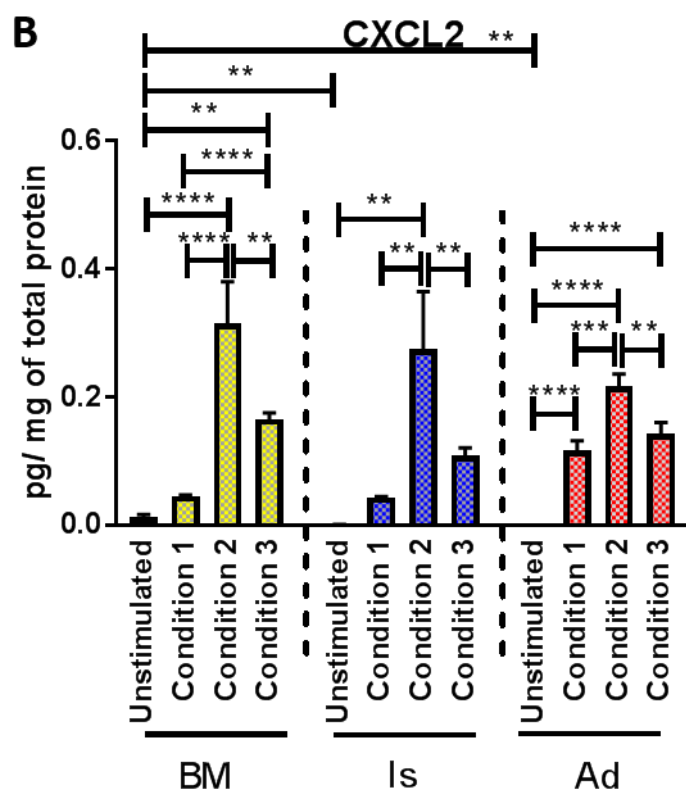 B
CXCL2 **
**
**
****
****
**** **
**
** **
****
****
*** **
****
pg/ mg of total protein
0.6
0.4
0.2
0.0
Unstimulated
Condition 1
Condition 2
Condition 3
Unstimulated
Condition 1
Condition 2
Condition 3
Unstimulated
Condition 1
Condition 2
Condition 3
BM
Is
Ad